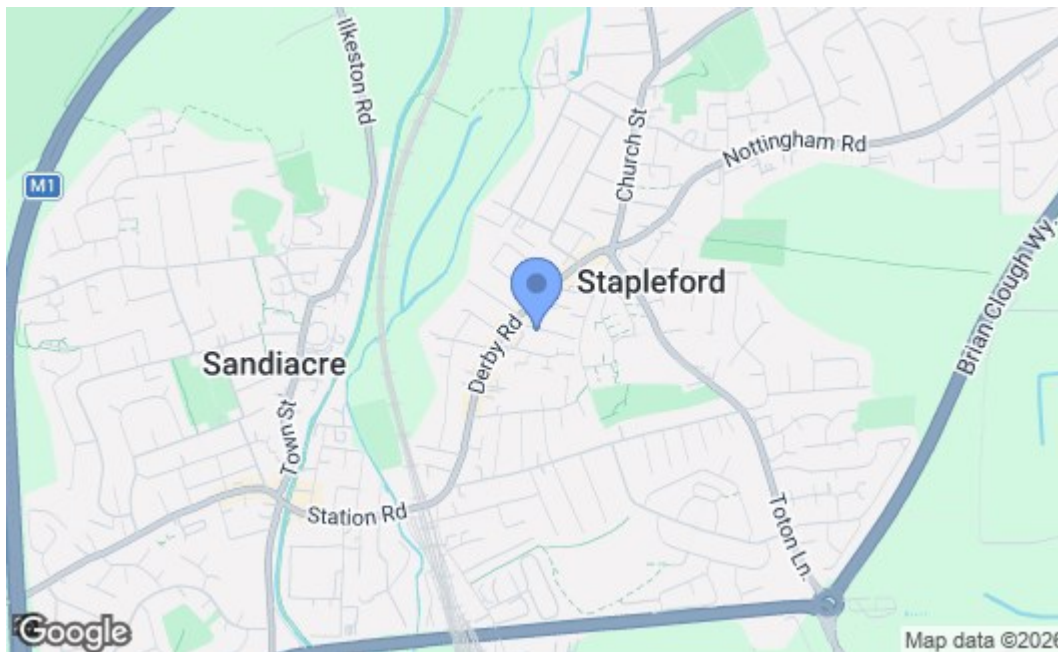 Ilkeston Rd
M1
Church St
Nottingham Rd
Stapleford
Brian Clough Wy.
Derby Rd
Sandiacre
Town St
Station Rd
Toton Ln.
Google
Map data ©2026